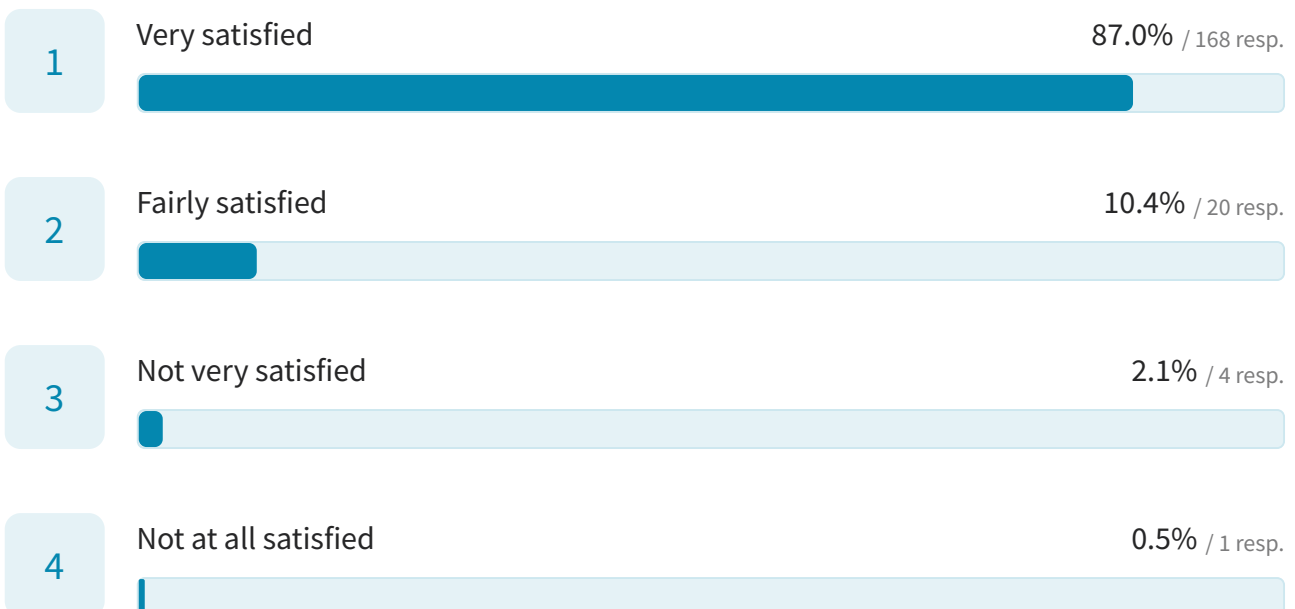 1
Very satisfied
87.0% / 168 resp.
2
Fairly satisfied
10.4% / 20 resp.
3
Not very satisfied
2.1% / 4 resp.
4
Not at all satisfied
0.5% / 1 resp.